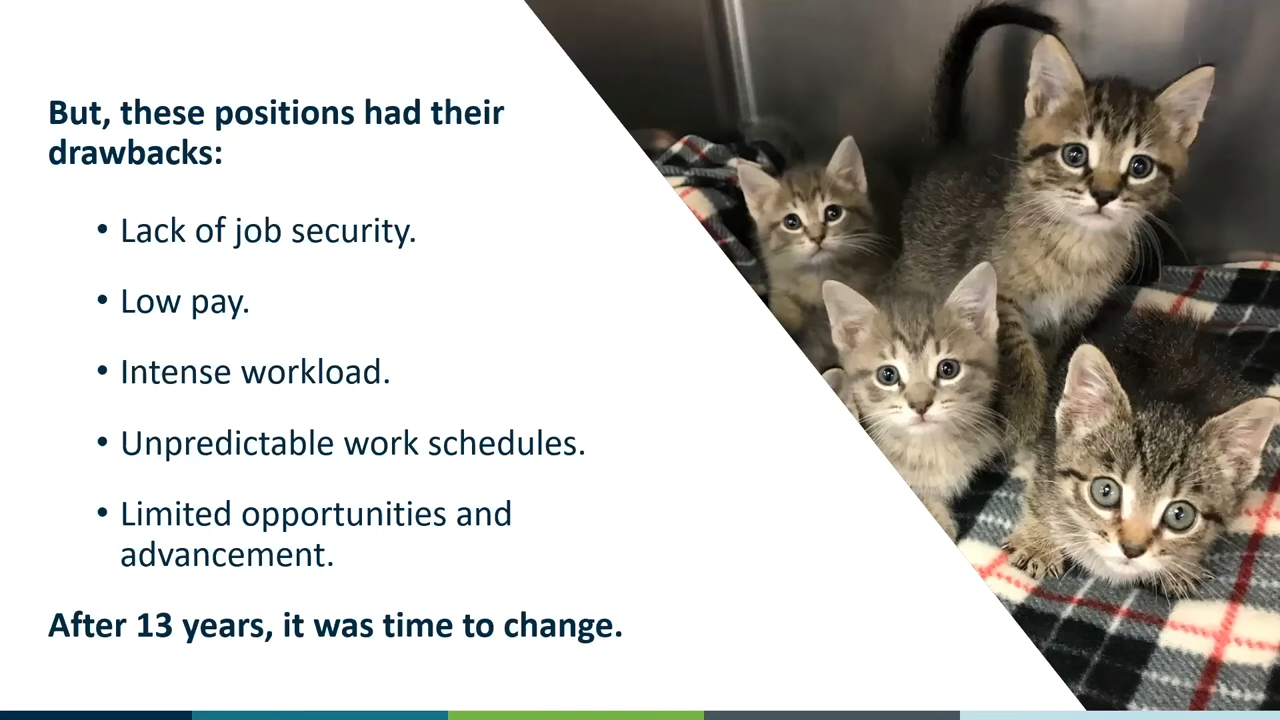 But, these positions had their
drawbacks:
• Lack of job security.
• Low pay.
• Intense workload.
• Unpredictable work schedules.
• Limited opportunities and
advancement.
After 13 years, it was time to change.